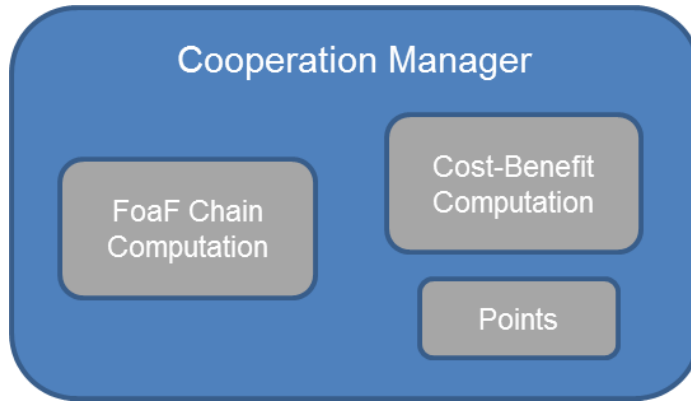 Cooperation Manager
FoaF Chain
Computation
Cost-Benefit
Computation
Points